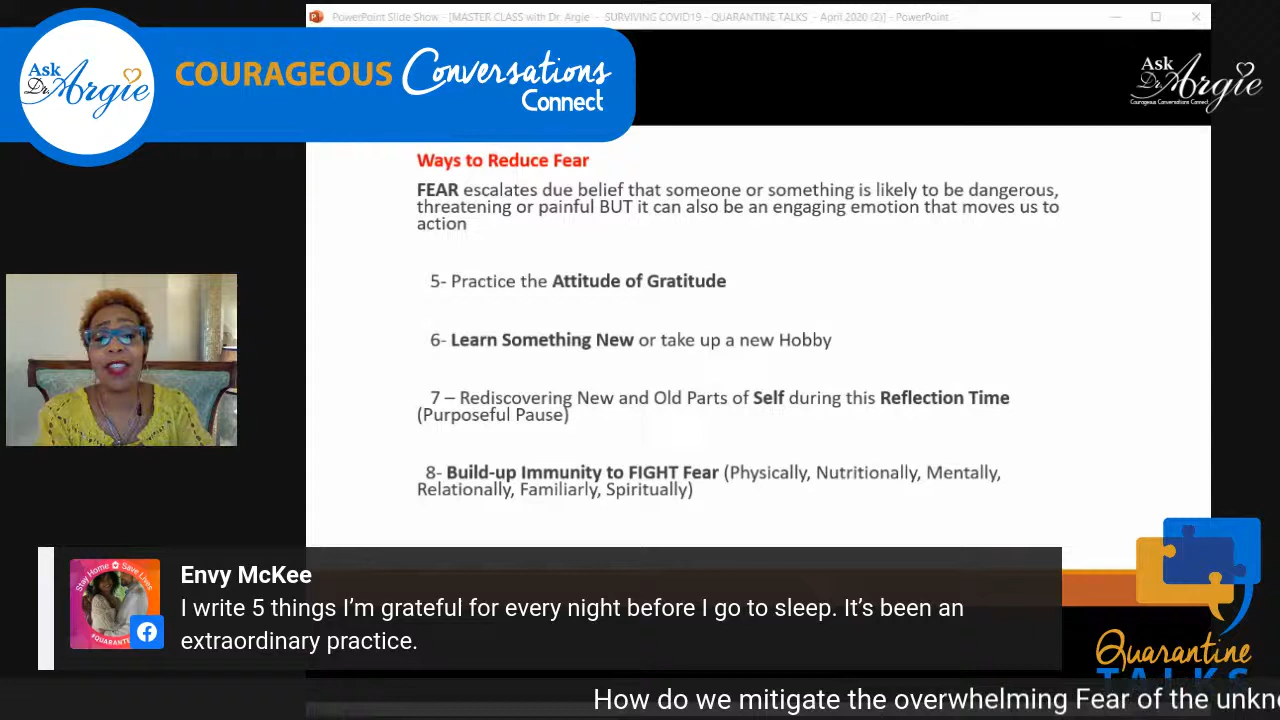 PowerPoint Slide Show - [MASTER CLASS with Dr. Argie - SURVIVING COVID19 - QUARANTINE TALKS - April 2020 (2)] - PowerPoint
Ask
Dr. Argie
COURAGEOUS Conversations
Connect
Ask
Dr. Argie
Courageous Conversations Connect
Ways to Reduce Fear
FEAR escalates due belief that someone or something is likely to be dangerous,
threatening or painful BUT it can also be an engaging emotion that moves us to
action
5- Practice the Attitude of Gratitude
6- Learn Something New or take up a new Hobby
7 – Rediscovering New and Old Parts of Self during this Reflection Time
(Purposeful Pause)
8- Build-up Immunity to FIGHT Fear (Physically, Nutritionally, Mentally,
Relationally, Familiarly, Spiritually)
Stay Home Save Lives
Envy McKee
I write 5 things I’m grateful for every night before I go to sleep. It’s been an
extraordinary practice.
Quarantine
TALKS
How do we mitigate the overwhelming Fear of the unkn